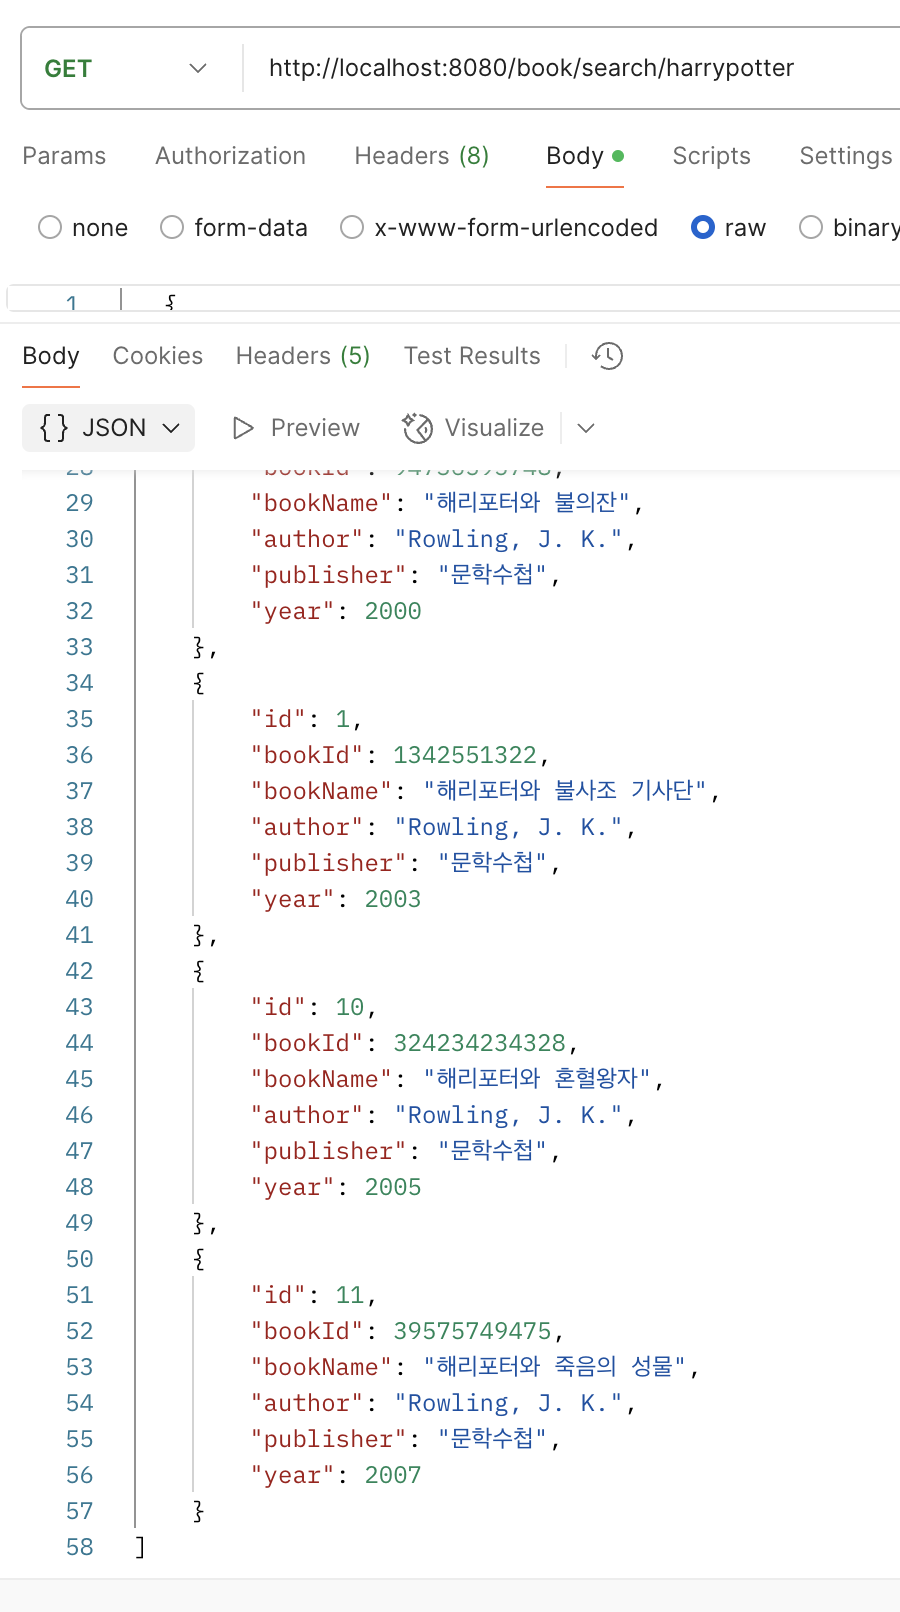 GET http://localhost:8080/book/search/harrypotter
Params Authorization Headers (8) Body Scripts Settings
none form-data x-www-form-urlencoded raw binary
1 {
Body Cookies Headers (5) Test Results
{ } JSON Preview Visualize
29 "bookName": "해리포터와 불의잔",
30 "author": "Rowling, J. K.",
31 "publisher": "문학수첩",
32 "year": 2000
33 },
34 {
35 "id": 1,
36 "bookId": 1342551322,
37 "bookName": "해리포터와 불사조 기사단",
38 "author": "Rowling, J. K.",
39 "publisher": "문학수첩",
40 "year": 2003
41 },
42 {
43 "id": 10,
44 "bookId": 324234234328,
45 "bookName": "해리포터와 혼혈왕자",
46 "author": "Rowling, J. K.",
47 "publisher": "문학수첩",
48 "year": 2005
49 },
50 {
51 "id": 11,
52 "bookId": 39575749475,
53 "bookName": "해리포터와 죽음의 성물",
54 "author": "Rowling, J. K.",
55 "publisher": "문학수첩",
56 "year": 2007
57 }
58 ]